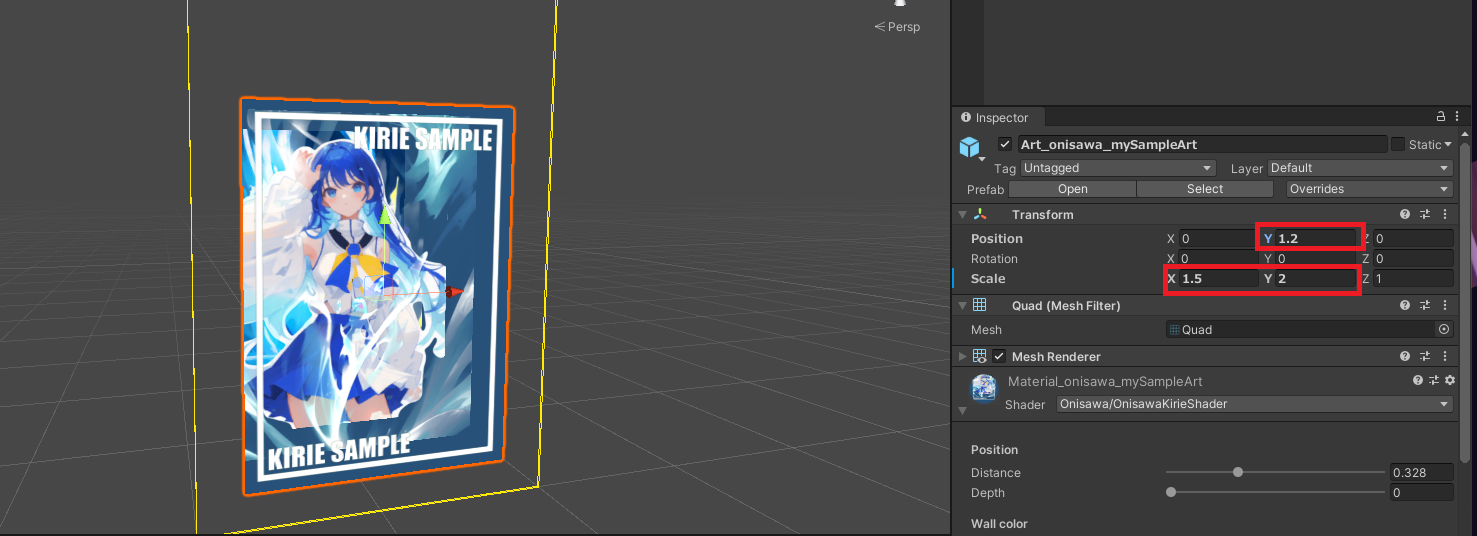 Persp
KIRIE SAMPLE
KIRIE SAMPLE
Inspector
Art_onisawa_mySampleArt Static
Tag Untagged Layer Default
Prefab Open Select Overrides
Transform
Position X 0 Y 1.2 Z 0
Rotation X 0 Y 0 Z 0
Scale X 1.5 Y 2 Z 1
Quad (Mesh Filter)
Mesh Quad
Mesh Renderer
Material_onisawa_mySampleArt
Shader Onisawa/OnisawaKirieShader
Position
Distance 0.328
Depth 0
Wall color